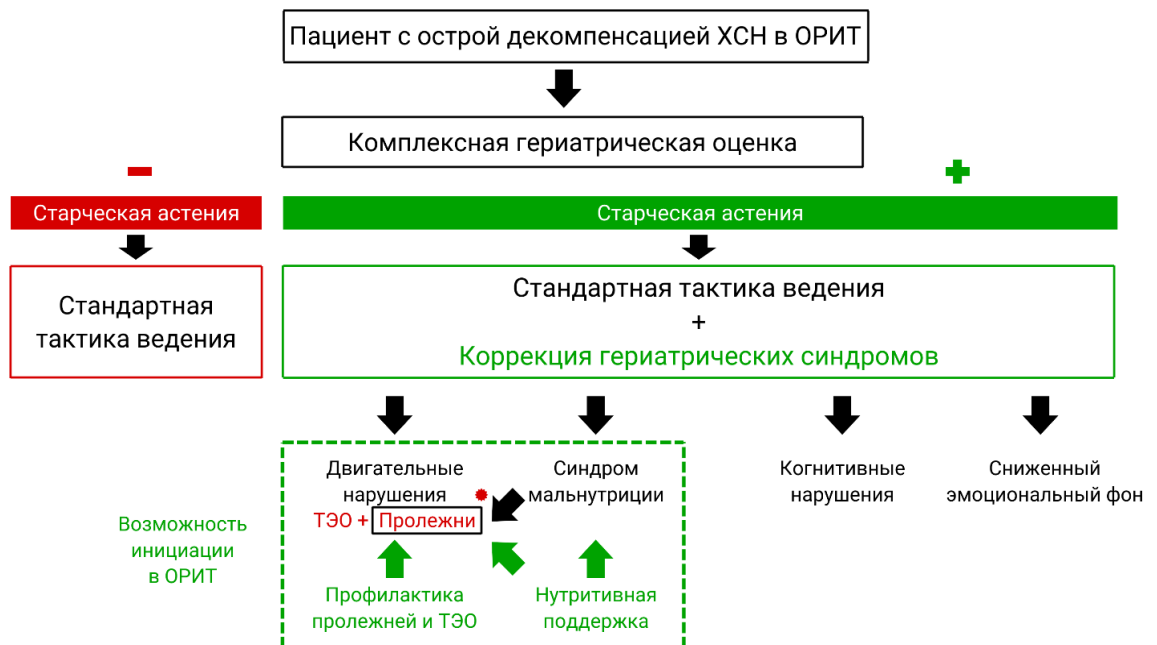 Пациент с острой декомпенсацией ХСН в ОРИТ
Комплексная гериатрическая оценка
Старческая астения
Старческая астения
Стандартная
тактика ведения
Стандартная тактика ведения
+
Коррекция гериатрических синдромов
Двигательные
нарушения
ТЭО + Пролежни
Синдром
мальнутриции
Когнитивные
нарушения
Сниженный
эмоциональный фон
Возможность
инициации
в ОРИТ
Профилактика
пролежней и ТЭО
Нутритивная
поддержка